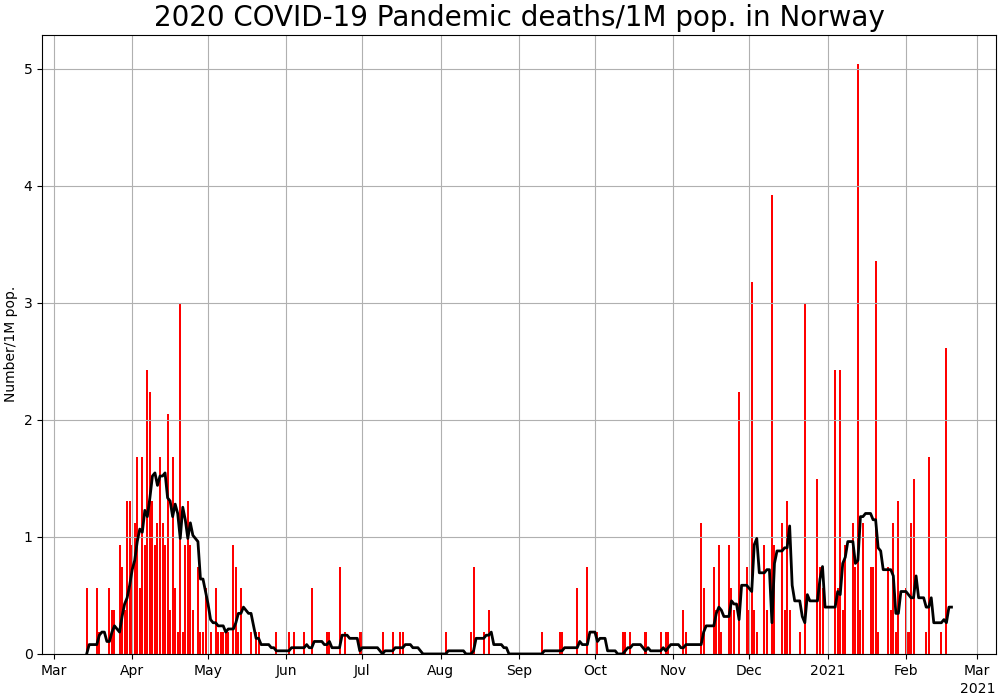 2020 COVID-19 Pandemic deaths/1M pop. in Norway
Number/1M pop.
5
4
3
2
1
0
Mar Apr May Jun Jul Aug Sep Oct Nov Dec 2021 Feb Mar
2021